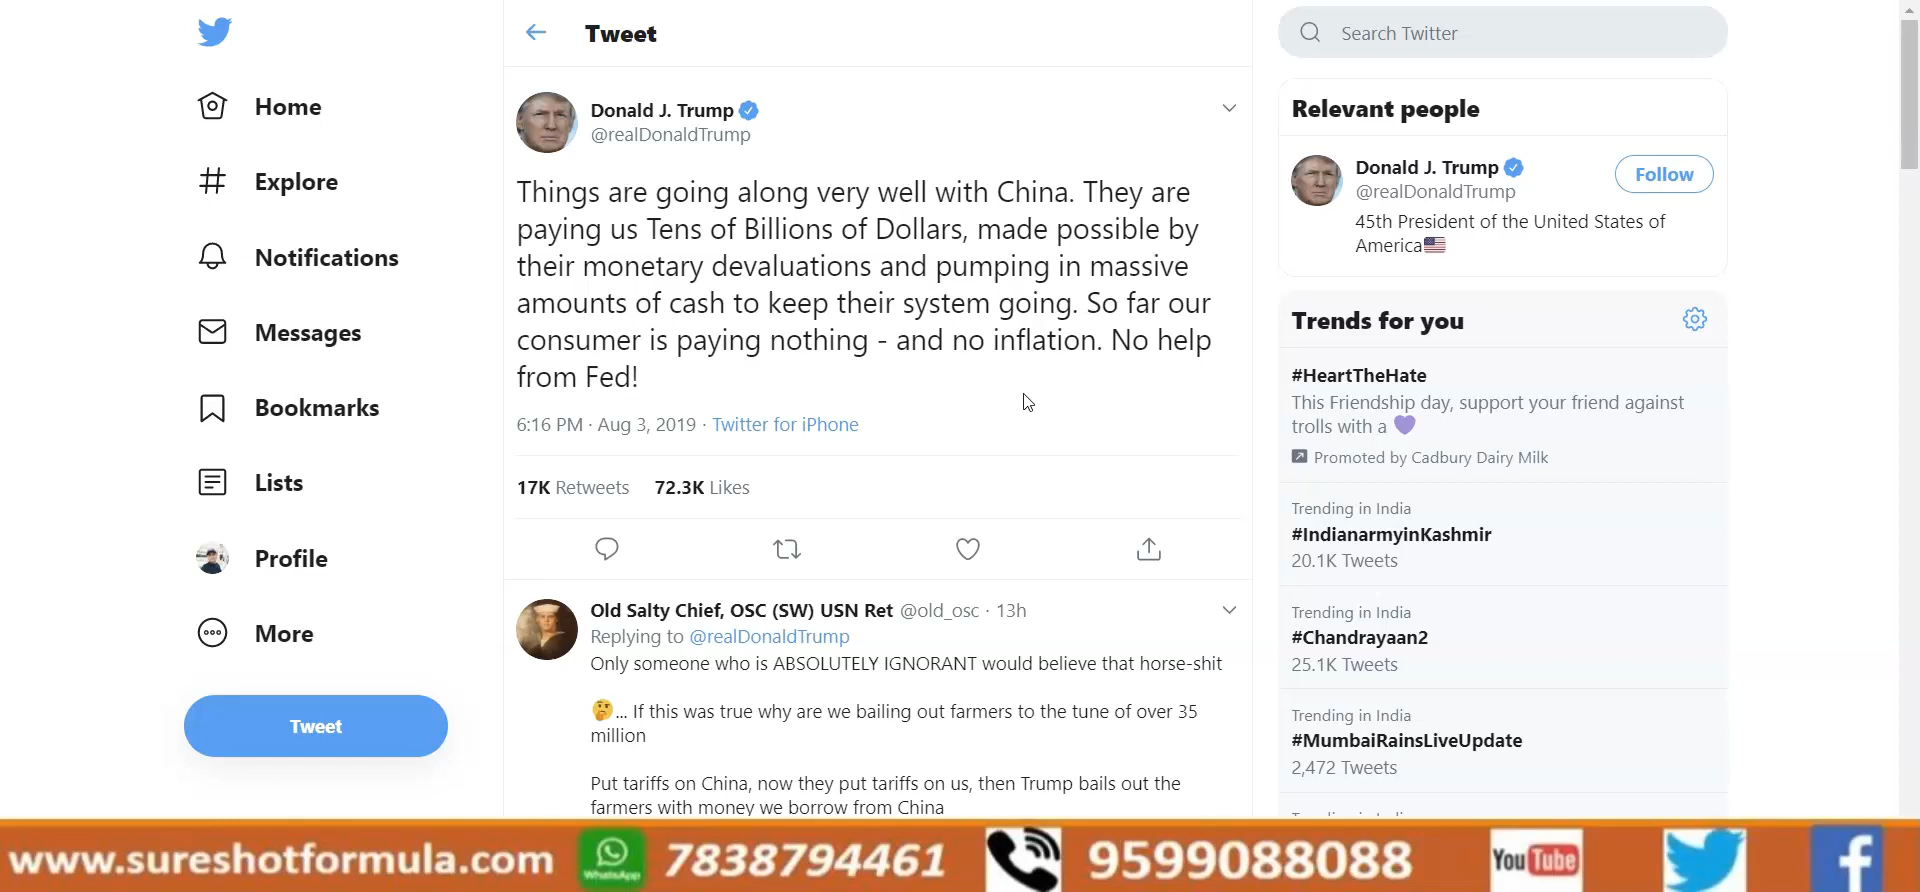 Home
Explore
Notifications
Messages
Bookmarks
Lists
Profile
More
Tweet
Tweet
Donald J. Trump
@realDonaldTrump
Things are going along very well with China. They are
paying us Tens of Billions of Dollars, made possible by
their monetary devaluations and pumping in massive
amounts of cash to keep their system going. So far our
consumer is paying nothing - and no inflation. No help
from Fed!
6:16 PM · Aug 3, 2019 · Twitter for iPhone
17K Retweets 72.3K Likes
Old Salty Chief, OSC (SW) USN Ret @old_osc · 13h
Replying to @realDonaldTrump
Only someone who is ABSOLUTELY IGNORANT would believe that horse-shit
🤔... If this was true why are we bailing out farmers to the tune of over 35
million
Put tariffs on China, now they put tariffs on us, then Trump bails out the
farmers with money we borrow from China
Search Twitter
Relevant people
Donald J. Trump
@realDonaldTrump
Follow
45th President of the United States of
America🇺🇸
Trends for you
#HeartTheHate
This Friendship day, support your friend against
trolls with a 💜
Promoted by Cadbury Dairy Milk
Trending in India
#IndianarmyinKashmir
20.1K Tweets
Trending in India
#Chandrayaan2
25.1K Tweets
Trending in India
#MumbaiRainsLiveUpdate
2,472 Tweets
www.sureshotformula.com WhatsApp 7838794461 9599088088 YouTube